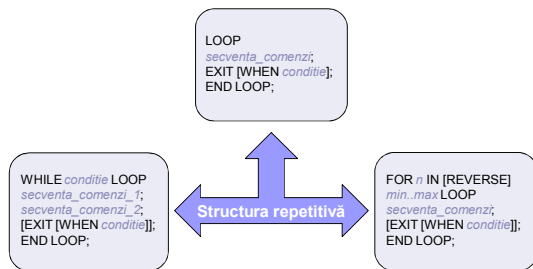 LOOP
secventa_comenzi;
EXIT [WHEN conditie];
END LOOP;
WHILE conditie LOOP
secventa_comenzi_1;
secventa_comenzi_2;
[EXIT [WHEN conditie]];
END LOOP;
Structura repetitivă
FOR n IN [REVERSE]
min..max LOOP
secventa_comenzi;
[EXIT [WHEN conditie]];
END LOOP;